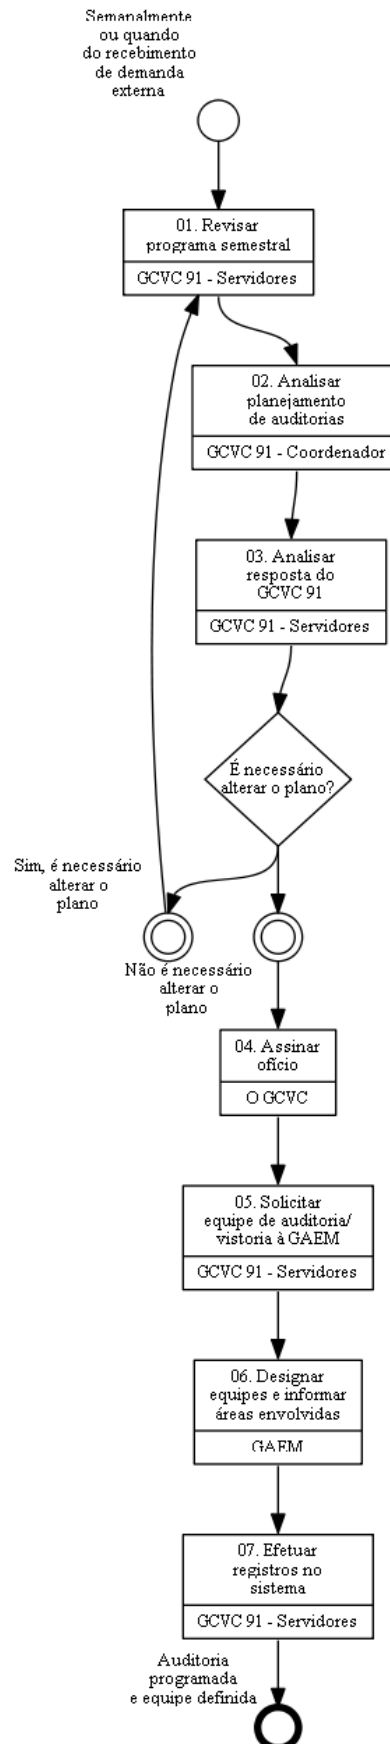 Semanalmente
ou quando
do recebimento
de demanda
externa
01. Revisar
programa semestral
GCVC 91 - Servidores
02. Analisar
planejamento
de auditorias
GCVC 91 - Coordenador
03. Analisar
resposta do
GCVC 91
GCVC 91 - Servidores
É necessário
alterar o plano?
Sim, é necessário
alterar o
plano
Não é necessário
alterar o
plano
04. Assinar
ofício
O GCVC
05. Solicitar
equipe de auditoria/
vistoria à GAEM
GCVC 91 - Servidores
06. Designar
equipes e informar
áreas envolvidas
GAEM
07. Efetuar
registros no
sistema
GCVC 91 - Servidores
Auditoria
programada
e equipe definida